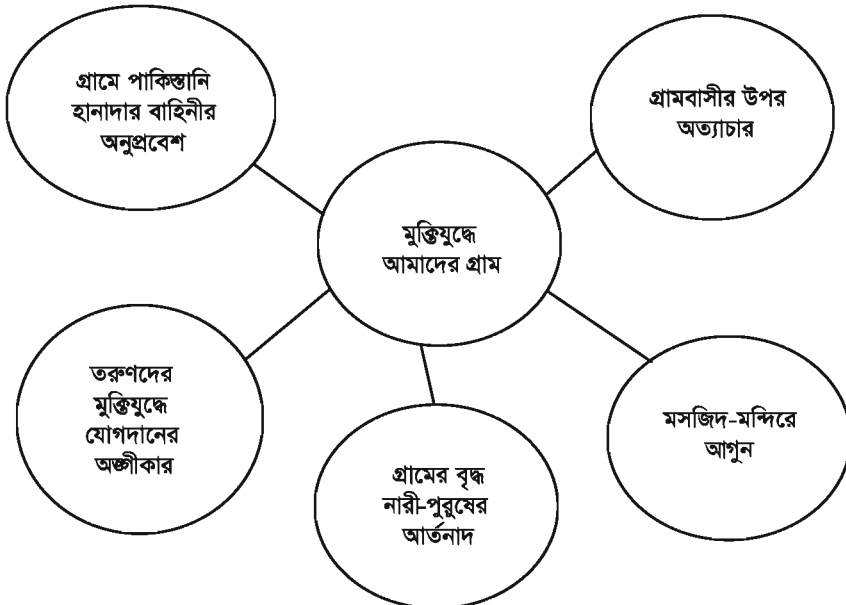 গ্রামে পাকিস্তানি
হানাদার বাহিনীর
অনুপ্রবেশ
গ্রামবাসীর উপর
অত্যাচার
মুক্তিযুদ্ধে
আমাদের গ্রাম
তরুণদের
মুক্তিযুদ্ধে
যোগদানের
অঙ্গীকার
মসজিদ-মন্দিরে
আগুন
গ্রামের বৃদ্ধ
নারী-পুরুষের
আর্তনাদ